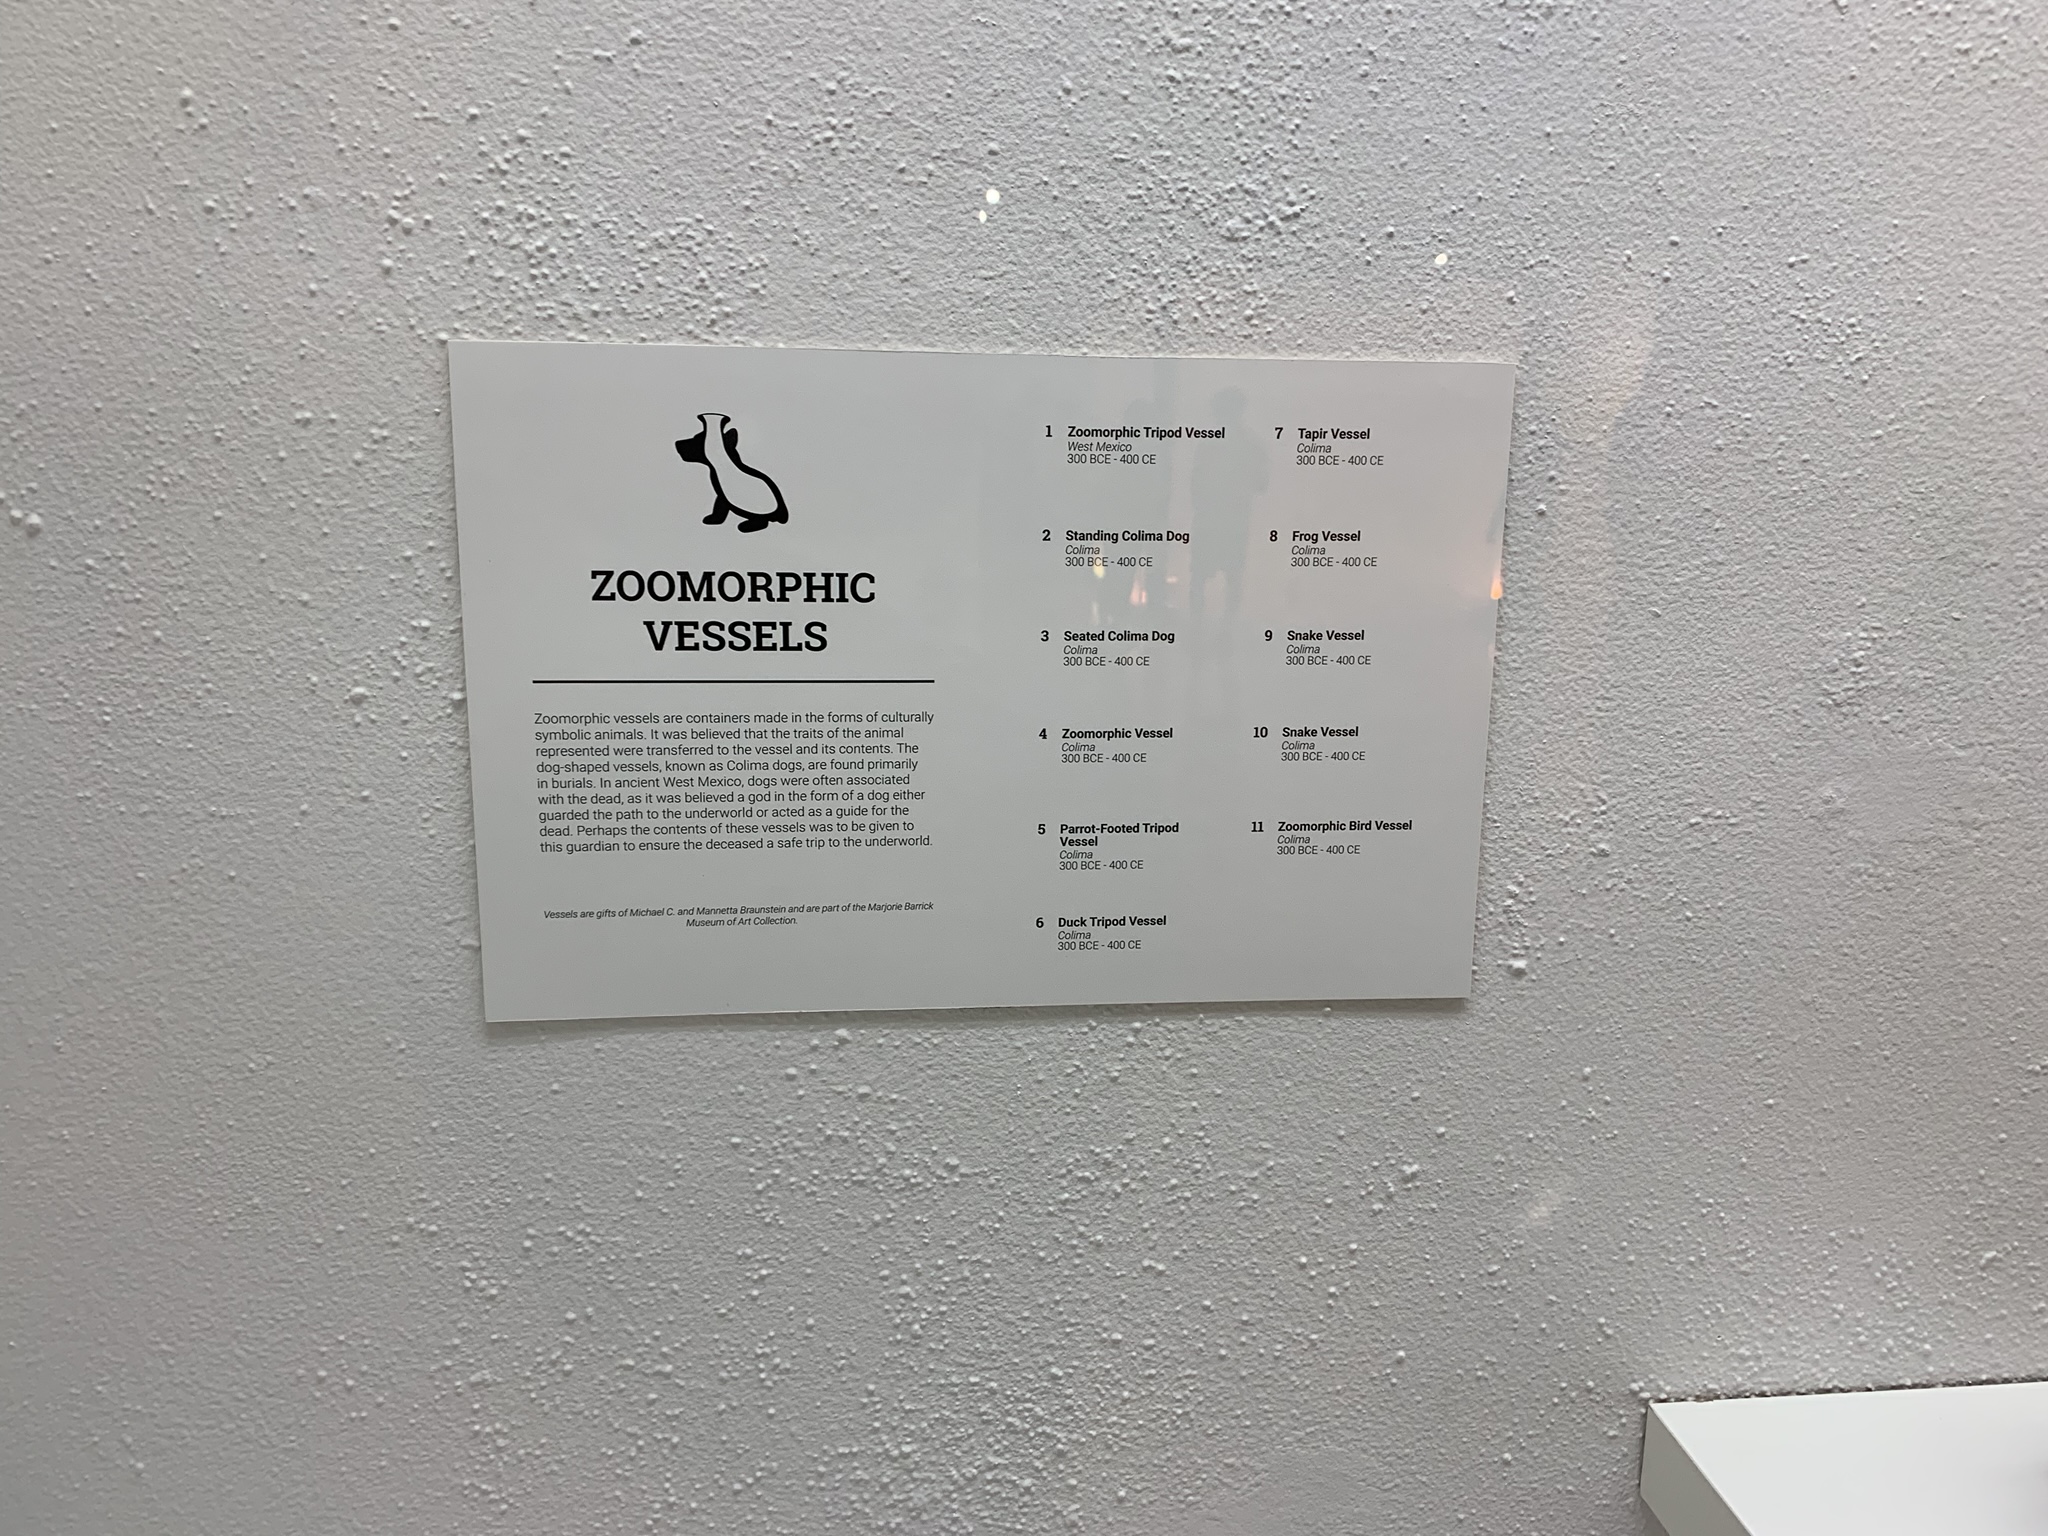 ZOOMORPHIC
VESSELS
Zoomorphic vessels are containers made in the forms of culturally
symbolic animals. It was believed that the traits of the animal
represented were transferred to the vessel and its contents. The
dog-shaped vessels, known as Colima dogs, are found primarily
in burials. In ancient West Mexico, dogs were often associated
with the dead, as it was believed a god in the form of a dog either
guarded the path to the underworld or acted as a guide for the
dead. Perhaps the contents of these vessels was to be given to
this guardian to ensure the deceased a safe trip to the underworld.
Vessels are gifts of Michael C. and Mannetta Braunstein and are part of the Marjorie Barrick
Museum of Art Collection.
1 Zoomorphic Tripod Vessel
West Mexico
300 BCE - 400 CE
2 Standing Colima Dog
Colima
300 BCE - 400 CE
3 Seated Colima Dog
Colima
300 BCE - 400 CE
4 Zoomorphic Vessel
Colima
300 BCE - 400 CE
5 Parrot-Footed Tripod
Vessel
Colima
300 BCE - 400 CE
6 Duck Tripod Vessel
Colima
300 BCE - 400 CE
7 Tapir Vessel
Colima
300 BCE - 400 CE
8 Frog Vessel
Colima
300 BCE - 400 CE
9 Snake Vessel
Colima
300 BCE - 400 CE
10 Snake Vessel
Colima
300 BCE - 400 CE
11 Zoomorphic Bird Vessel
Colima
300 BCE - 400 CE